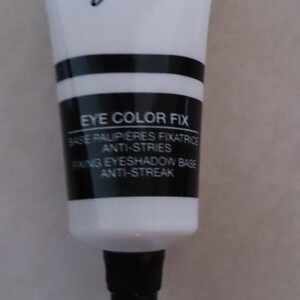 EYE COLOR FIX
BASE PAUPIÈRES FIXATRICE
ANTI-STRIES
FIXING EYESHADOW BASE
ANTI-STREAK